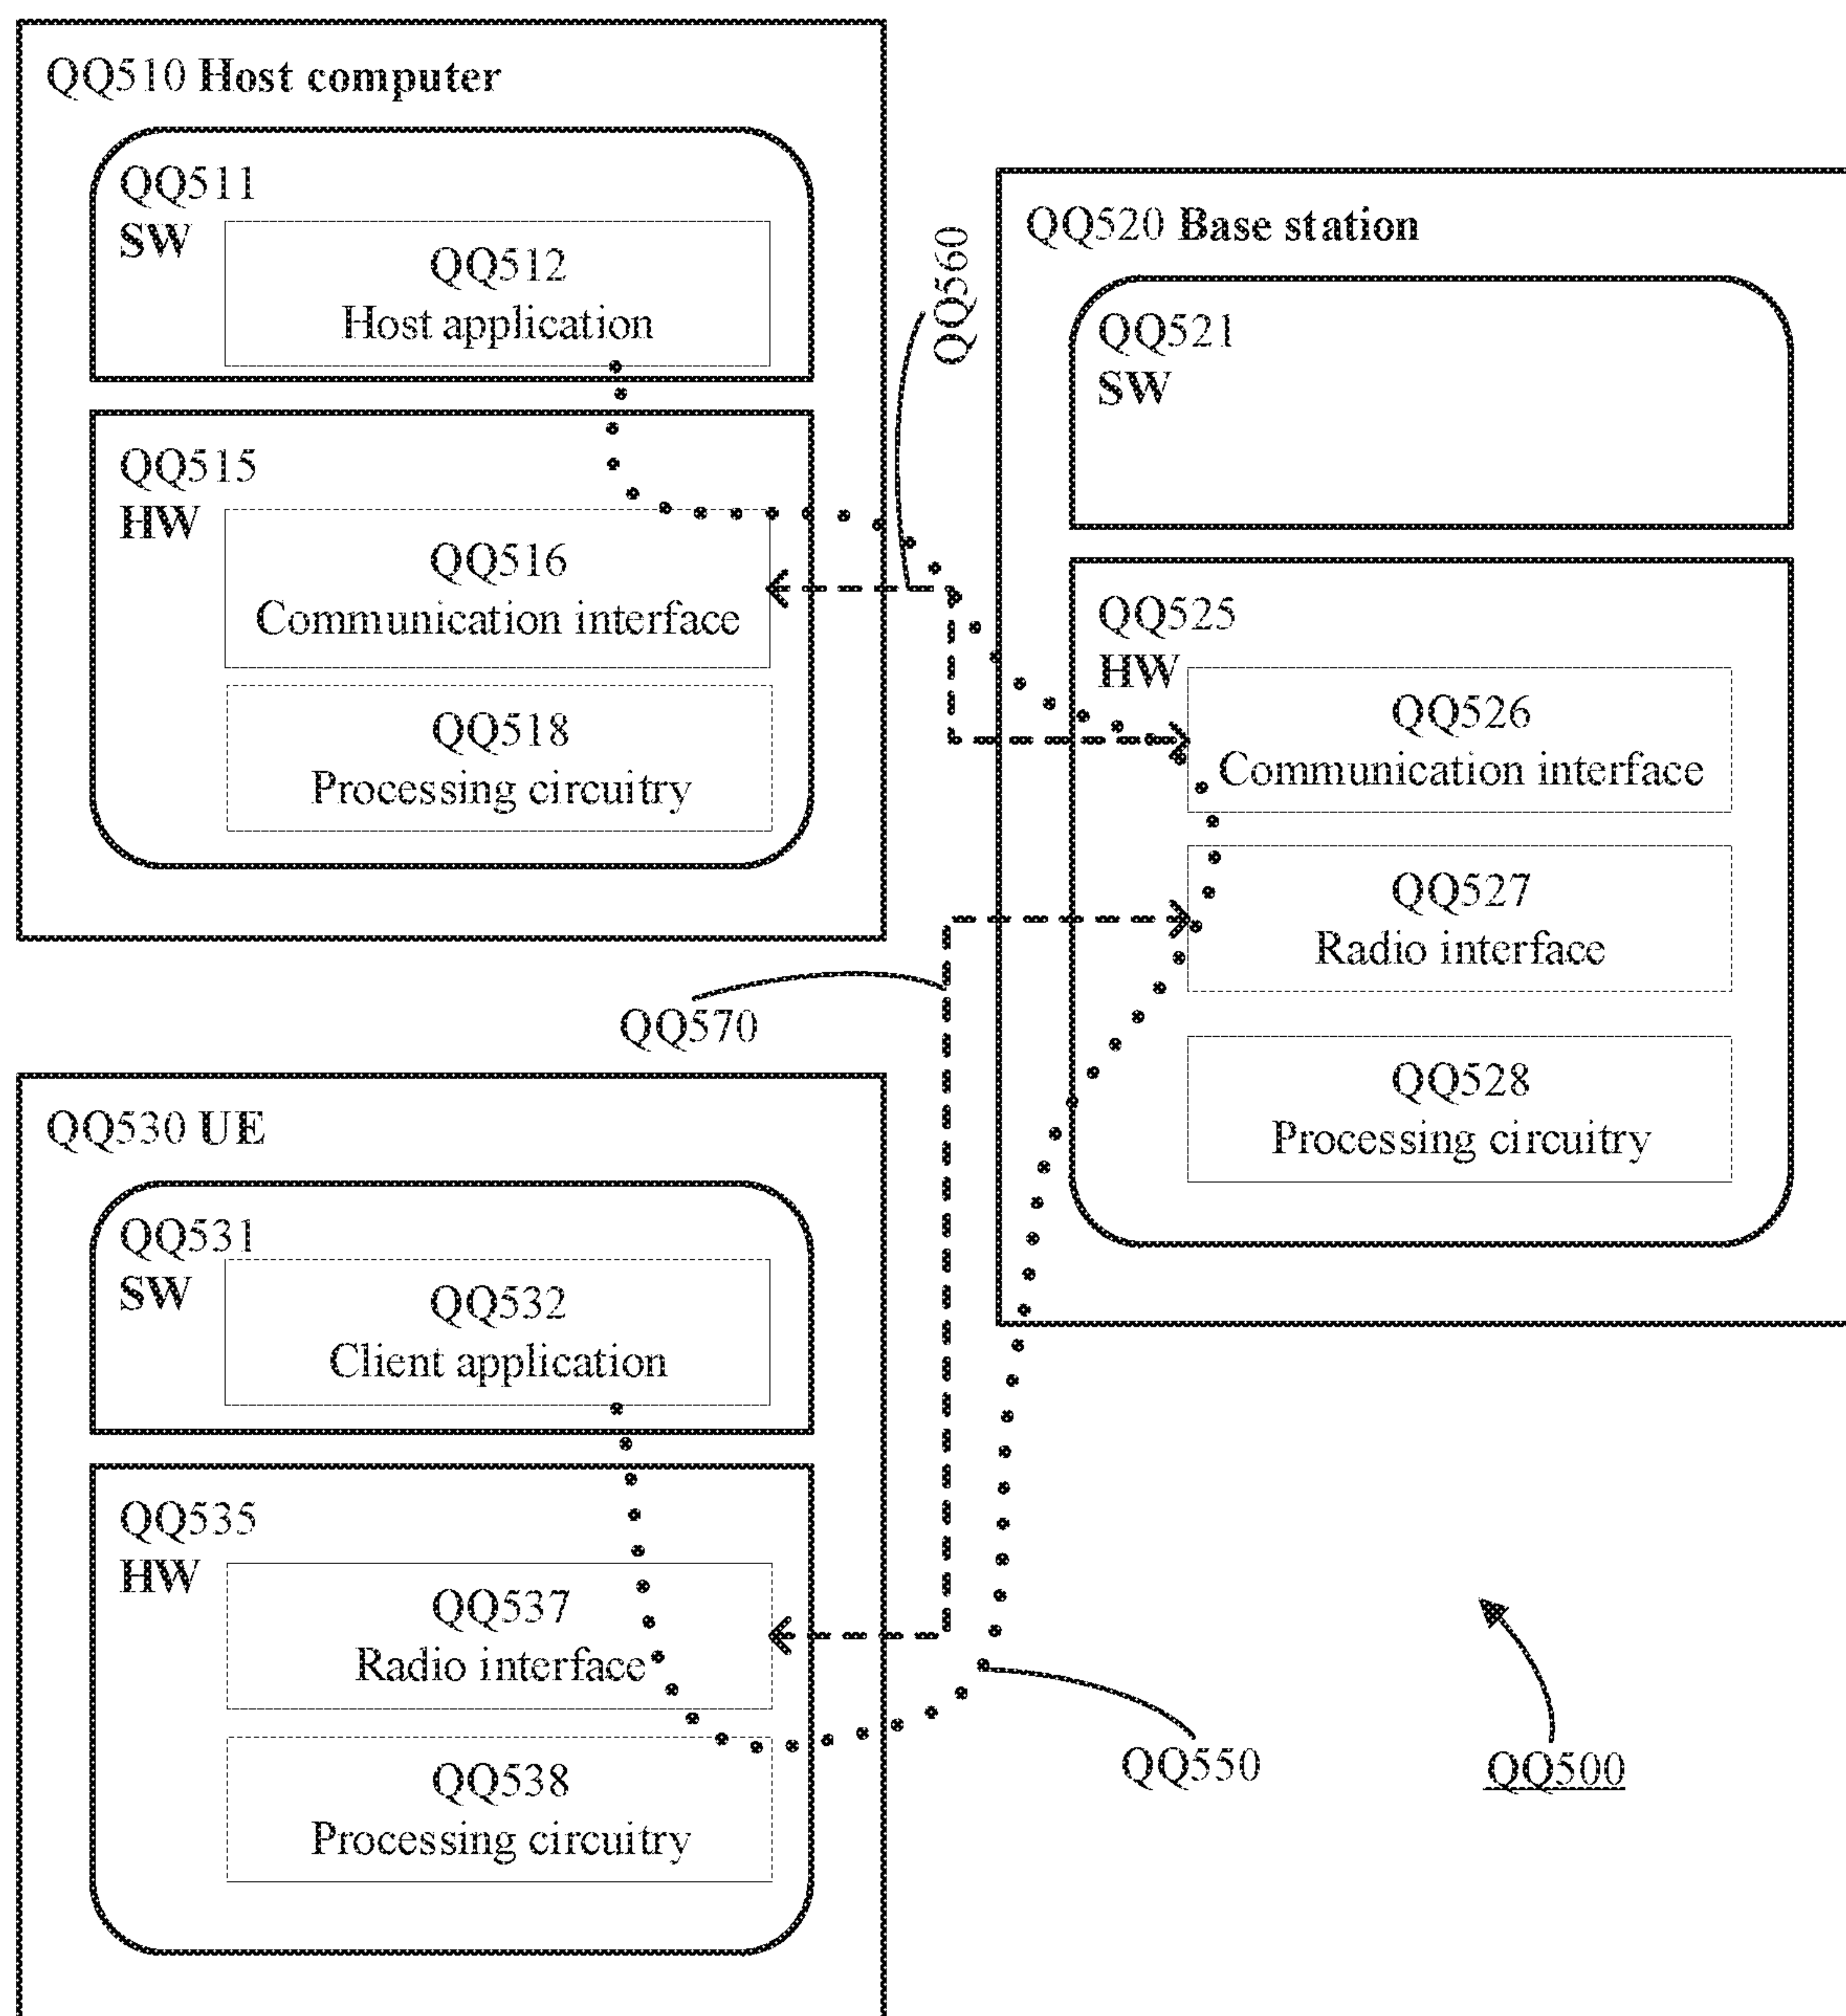 QQ510 Host computer
QQ511
SW
QQ512
Host application
QQ515
HW
QQ516
Communication interface
QQ518
Processing circuitry
QQ560
QQ520 Base station
QQ521
SW
QQ525
HW
QQ526
Communication interface
QQ527
Radio interface
QQ528
Processing circuitry
QQ570
QQ530 UE
QQ531
SW
QQ532
Client application
QQ535
HW
QQ537
Radio interface
QQ538
Processing circuitry
QQ550
QQ500